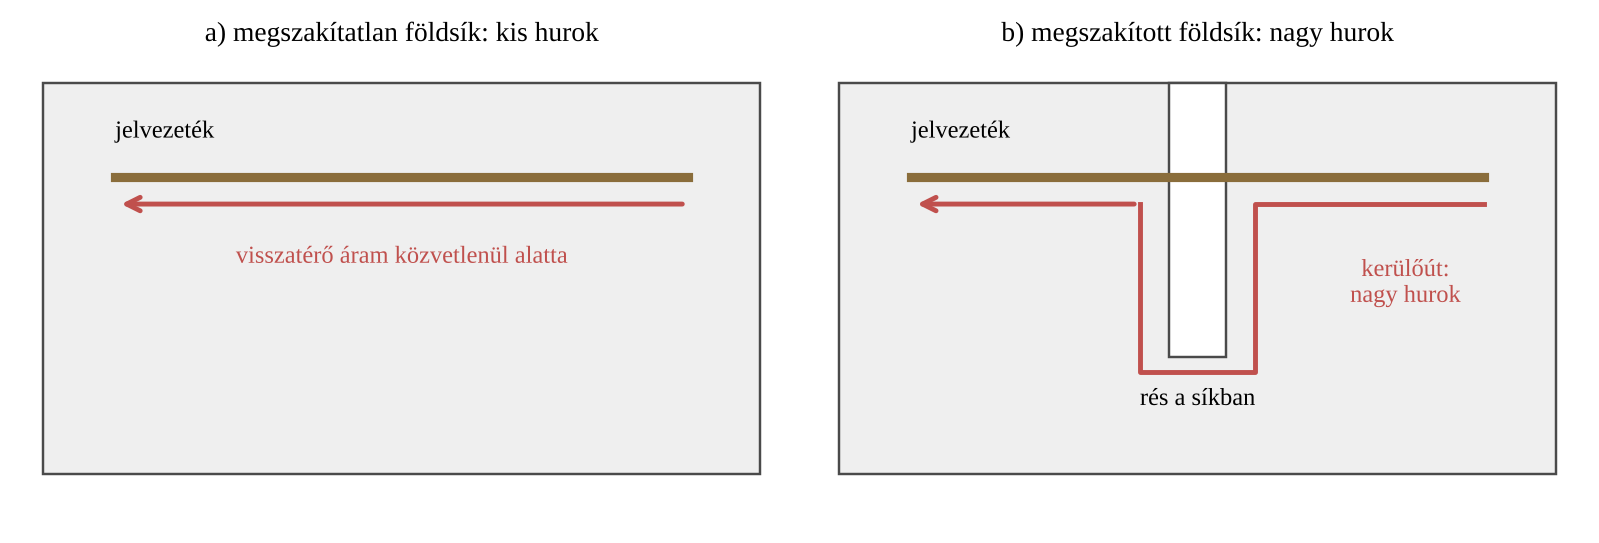 a) megszakítatlan földsík: kis hurok
jelvezeték
visszatérő áram közvetlenül alatta
b) megszakított földsík: nagy hurok
jelvezeték
kerülőút:
nagy hurok
rés a síkban